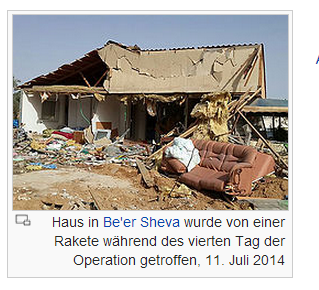 Haus in Be'er Sheva wurde von einer
Rakete während des vierten Tag der
Operation getroffen, 11. Juli 2014